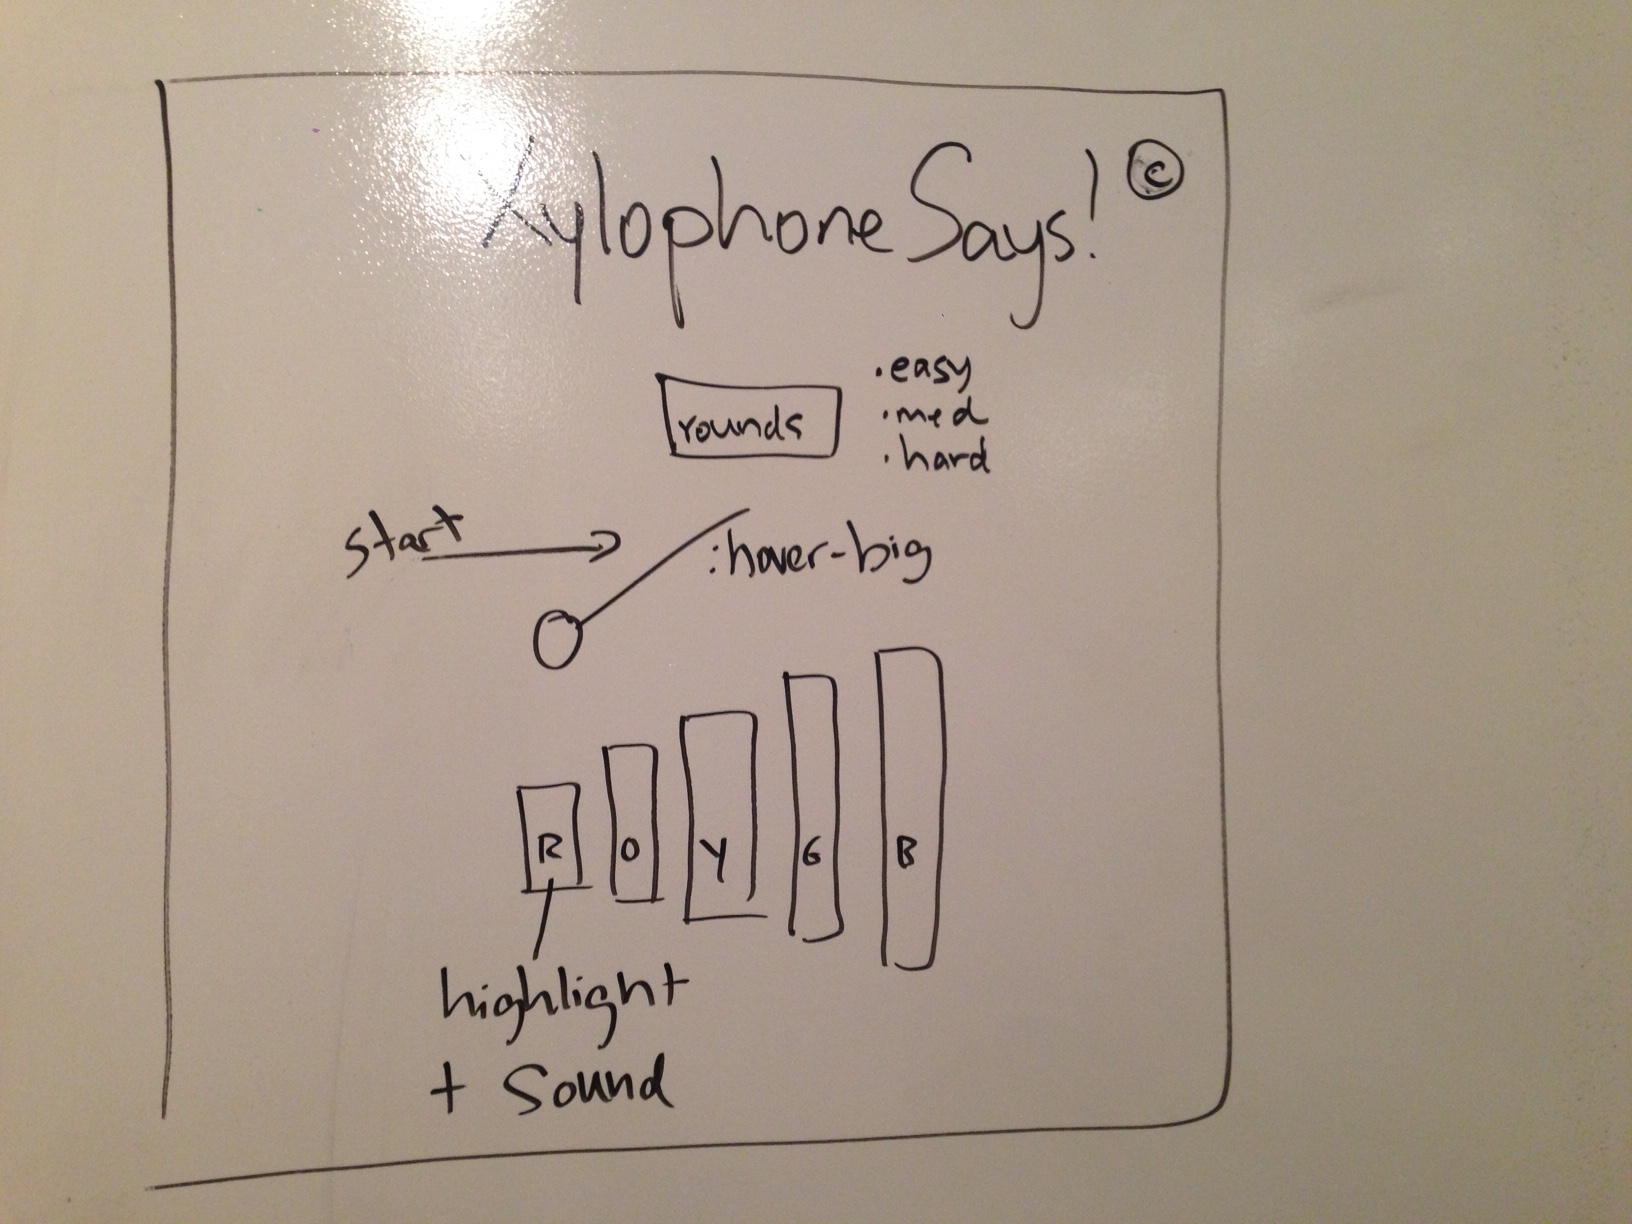 Xylophone Says! ©
rounds
· easy
· med
· hard
start
:hover-big
R O Y G B
highlight
+ Sound